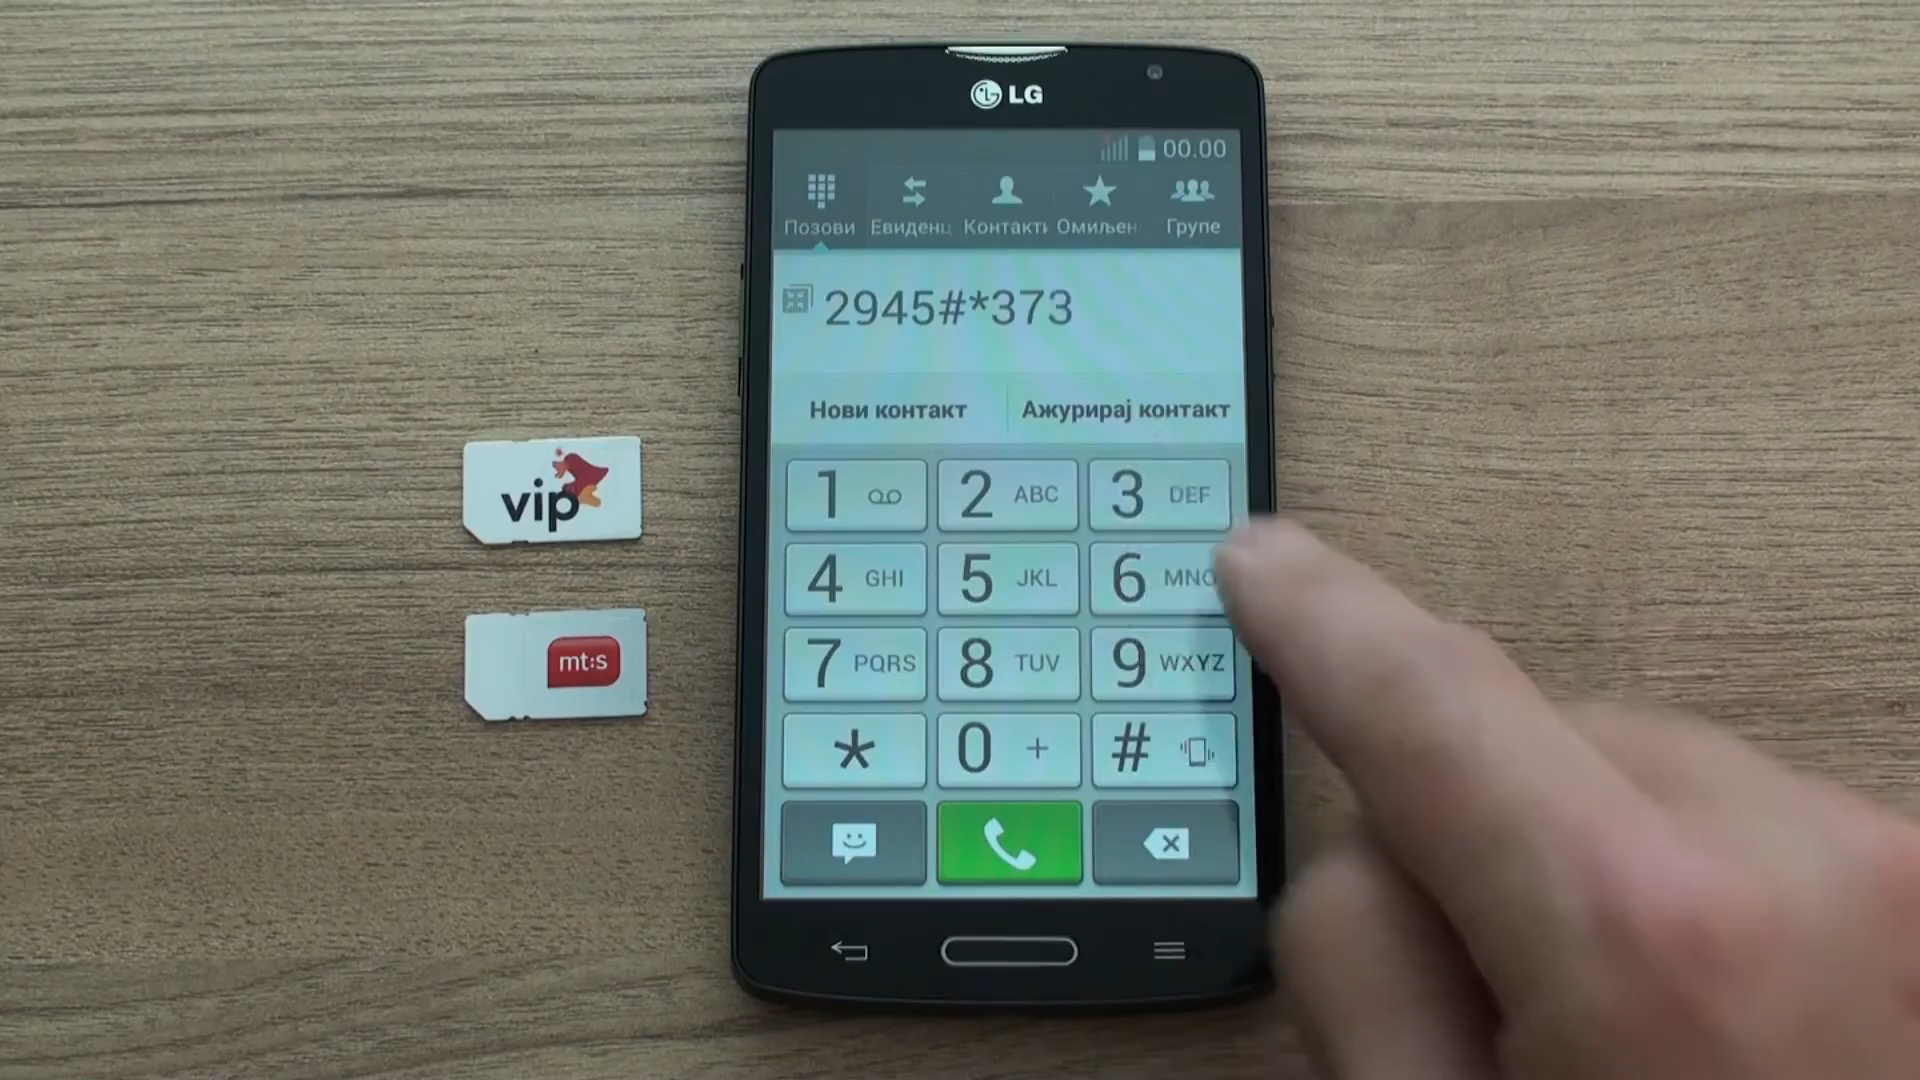 LG
00.00
Позови Евиденц Контакти Омиљен Групе
2945#*373
Нови контакт Ажурирај контакт
1 2 ABC 3 DEF
4 GHI 5 JKL 6 MNO
7 PQRS 8 TUV 9 WXYZ
* 0 + #
vip
mt:s